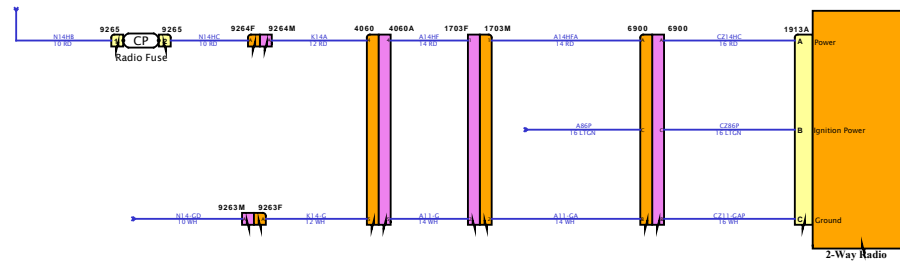 9265 9265 9264F 9264M 4060 4060A 1703F 1703M 6900 6900 1913A
N14HB N14HC K14A A14HF A14HFA CZ14HC
1 CP 2 A A Power
10 RD 10 RD 12 RD 14 RD 14 RD 16 RD
Radio Fuse
A86P CZ86P
C C B Ignition Power
16 LTGN 16 LTGN
9263M 9263F
N14-GD K14-G A11-G A11-GA CZ11-GAP
C Ground
10 WH 12 WH 14 WH 14 WH 16 WH
2-Way Radio